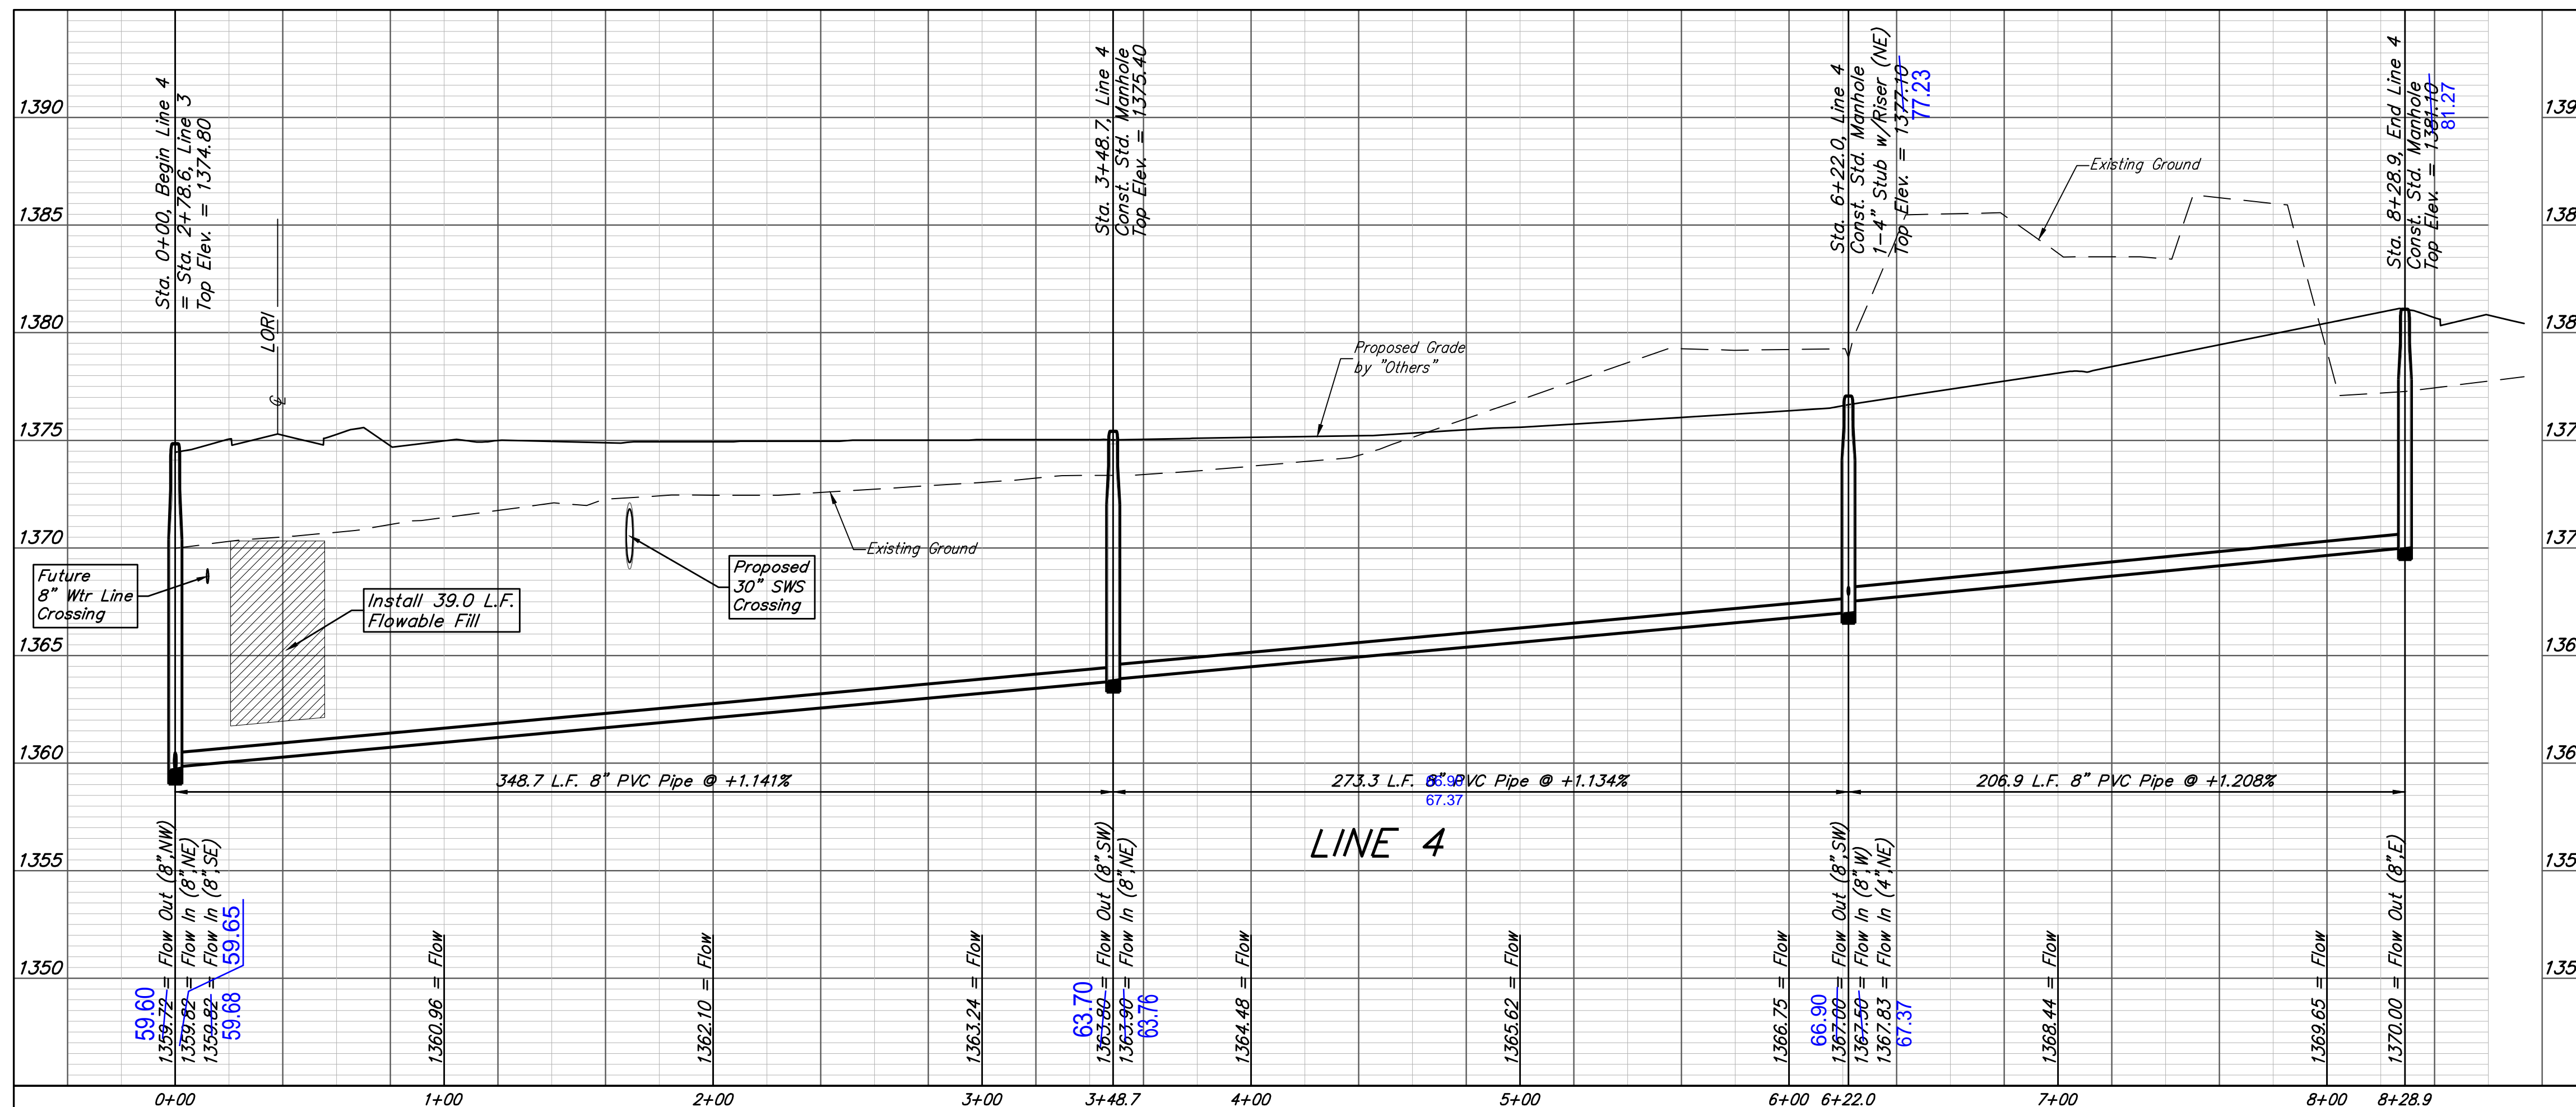 Sta. 0+00, Begin Line 4
= Sta. 2+78.6, Line 3
Top Elev. = 1374.80
Sta. 3+48.7, Line 4
Const. Std. Manhole
Top Elev. = 1375.40
Sta. 6+22.0, Line 4
Const. Std. Manhole
1-4" Stub w/Riser (NE)
Top Elev. = 1377.10
77.23
Sta. 8+28.9, End Line 4
Const. Std. Manhole
Top Elev. = 1381.10
81.27
1390
1385
1380
1375
1370
1365
1360
1355
1350
139
138
138
137
137
136
136
135
135
LORI
℄
Existing Ground
Proposed Grade
by "Others"
Existing Ground
Future
8" Wtr Line
Crossing
Install 39.0 L.F.
Flowable Fill
Proposed
30" SWS
Crossing
348.7 L.F. 8" PVC Pipe @ +1.141%
273.3 L.F. 8" PVC Pipe @ +1.134%
66.90
67.37
206.9 L.F. 8" PVC Pipe @ +1.208%
LINE 4
1359.72 = Flow Out (8",NW)
1359.82 = Flow In (8",NE)
1359.82 = Flow In (8",SE)
59.60
59.65
59.68
1360.96 = Flow
1362.10 = Flow
1363.24 = Flow
1363.80 = Flow Out (8",SW)
1363.90 = Flow In (8",NE)
63.70
63.76
1364.48 = Flow
1365.62 = Flow
1366.75 = Flow
1367.00 = Flow Out (8",SW)
1367.50 = Flow In (8",W)
1367.83 = Flow In (4",NE)
66.90
67.37
1368.44 = Flow
1369.65 = Flow
1370.00 = Flow Out (8",E)
0+00
1+00
2+00
3+00
3+48.7
4+00
5+00
6+00
6+22.0
7+00
8+00
8+28.9